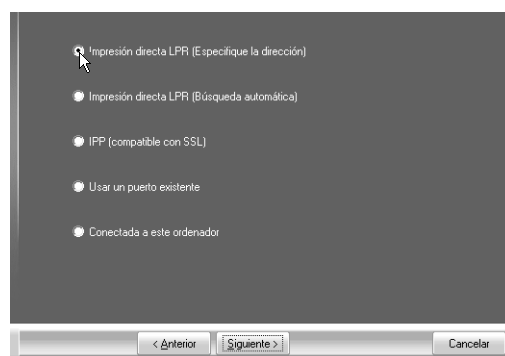 Impresión directa LPR (Especifique la dirección)
Impresión directa LPR (Búsqueda automática)
IPP (compatible con SSL)
Usar un puerto existente
Conectada a este ordenador
< Anterior Siguiente > Cancelar